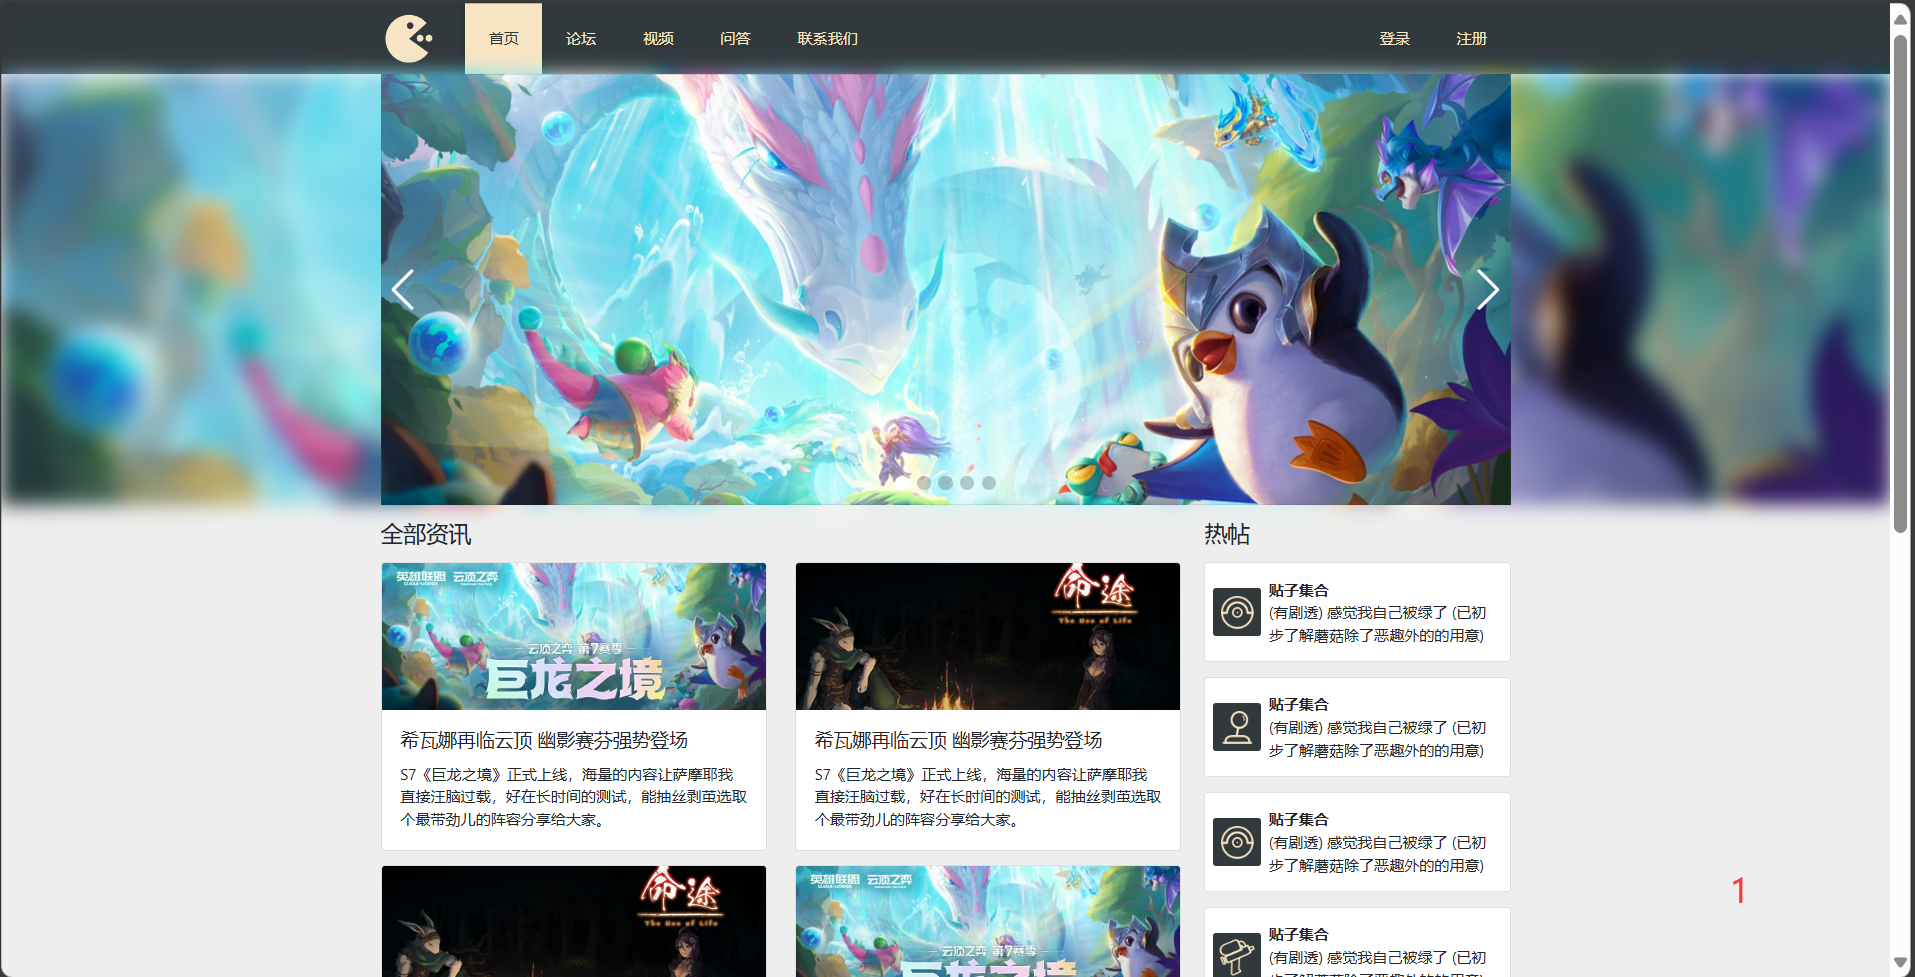 首页
论坛
视频
问答
联系我们
登录
注册
全部资讯
热帖
英雄联盟 云顶之弈
云顶之弈 第7赛季
巨龙之境
希瓦娜再临云顶 幽影赛芬强势登场
S7《巨龙之境》正式上线，海量的内容让萨摩耶我
直接汪脑过载，好在长时间的测试，能抽丝剥茧选取
个最带劲儿的阵容分享给大家。
命途
The Use of Life
希瓦娜再临云顶 幽影赛芬强势登场
S7《巨龙之境》正式上线，海量的内容让萨摩耶我
直接汪脑过载，好在长时间的测试，能抽丝剥茧选取
个最带劲儿的阵容分享给大家。
命途
The Use of Life
英雄联盟 云顶之弈
云顶之弈 第7赛季
巨龙之境
贴子集合
(有剧透) 感觉我自己被绿了 (已初
步了解蘑菇除了恶趣外的的用意)
贴子集合
(有剧透) 感觉我自己被绿了 (已初
步了解蘑菇除了恶趣外的的用意)
贴子集合
(有剧透) 感觉我自己被绿了 (已初
步了解蘑菇除了恶趣外的的用意)
贴子集合
(有剧透) 感觉我自己被绿了 (已初
1